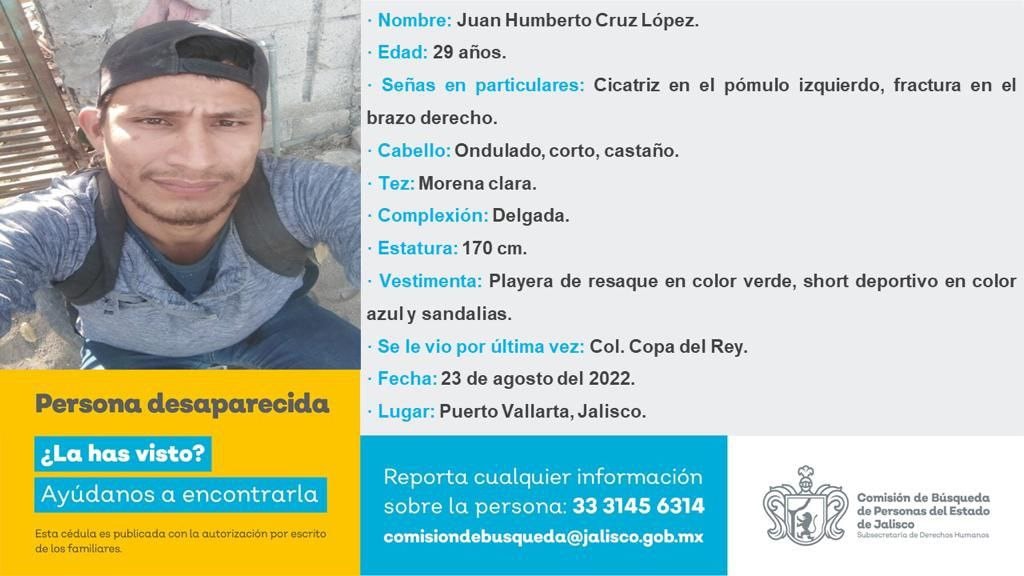 · Nombre: Juan Humberto Cruz López.
· Edad: 29 años.
· Señas en particulares: Cicatriz en el pómulo izquierdo, fractura en el
brazo derecho.
· Cabello: Ondulado, corto, castaño.
· Tez: Morena clara.
· Complexión: Delgada.
· Estatura: 170 cm.
· Vestimenta: Playera de resaque en color verde, short deportivo en color
azul y sandalias.
· Se le vio por última vez: Col. Copa del Rey.
· Fecha: 23 de agosto del 2022.
· Lugar: Puerto Vallarta, Jalisco.
Persona desaparecida
¿La has visto?
Ayúdanos a encontrarla
Esta cédula es publicada con la autorización por escrito
de los familiares.
Reporta cualquier información
sobre la persona: 33 3145 6314
comisiondebusqueda@jalisco.gob.mx
Comisión de Búsqueda
de Personas del Estado
de Jalisco
Subsecretaría de Derechos Humanos